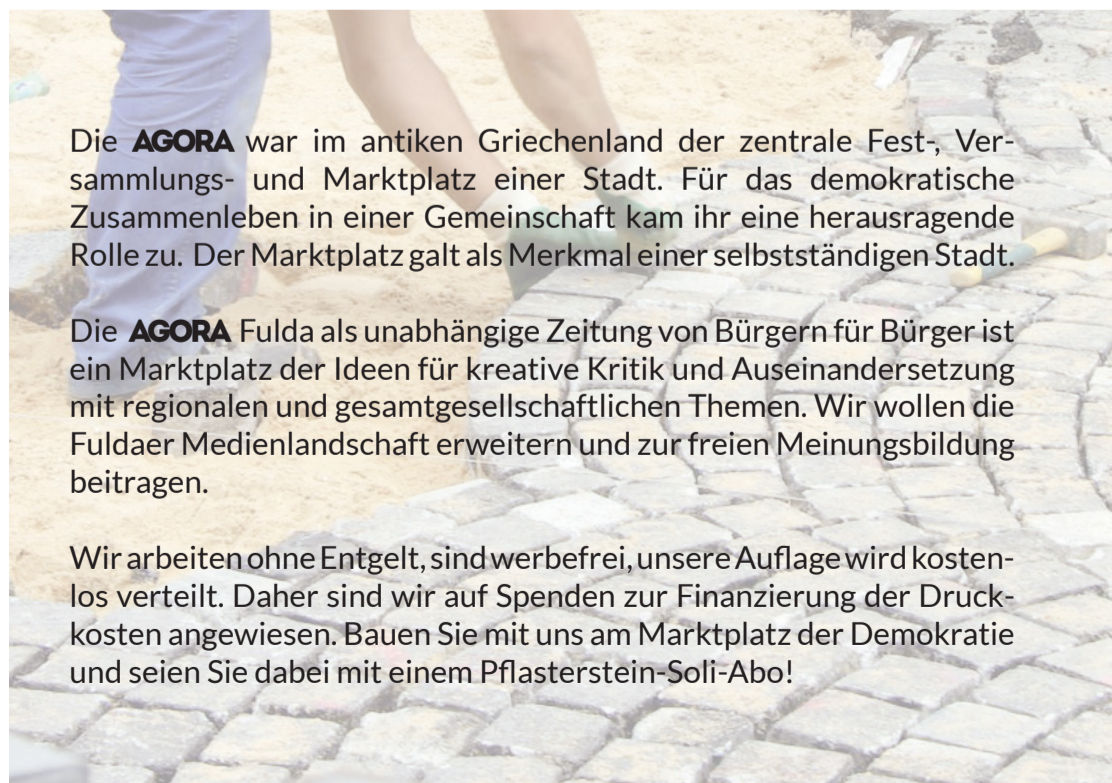 Die AGORA war im antiken Griechenland der zentrale Fest-, Ver-
sammlungs- und Marktplatz einer Stadt. Für das demokratische
Zusammenleben in einer Gemeinschaft kam ihr eine herausragende
Rolle zu. Der Marktplatz galt als Merkmal einer selbstständigen Stadt.
Die AGORA Fulda als unabhängige Zeitung von Bürgern für Bürger ist
ein Marktplatz der Ideen für kreative Kritik und Auseinandersetzung
mit regionalen und gesamtgesellschaftlichen Themen. Wir wollen die
Fuldaer Medienlandschaft erweitern und zur freien Meinungsbildung
beitragen.
Wir arbeiten ohne Entgelt, sind werbefrei, unsere Auflage wird kosten-
los verteilt. Daher sind wir auf Spenden zur Finanzierung der Druck-
kosten angewiesen. Bauen Sie mit uns am Marktplatz der Demokratie
und seien Sie dabei mit einem Pflasterstein-Soli-Abo!